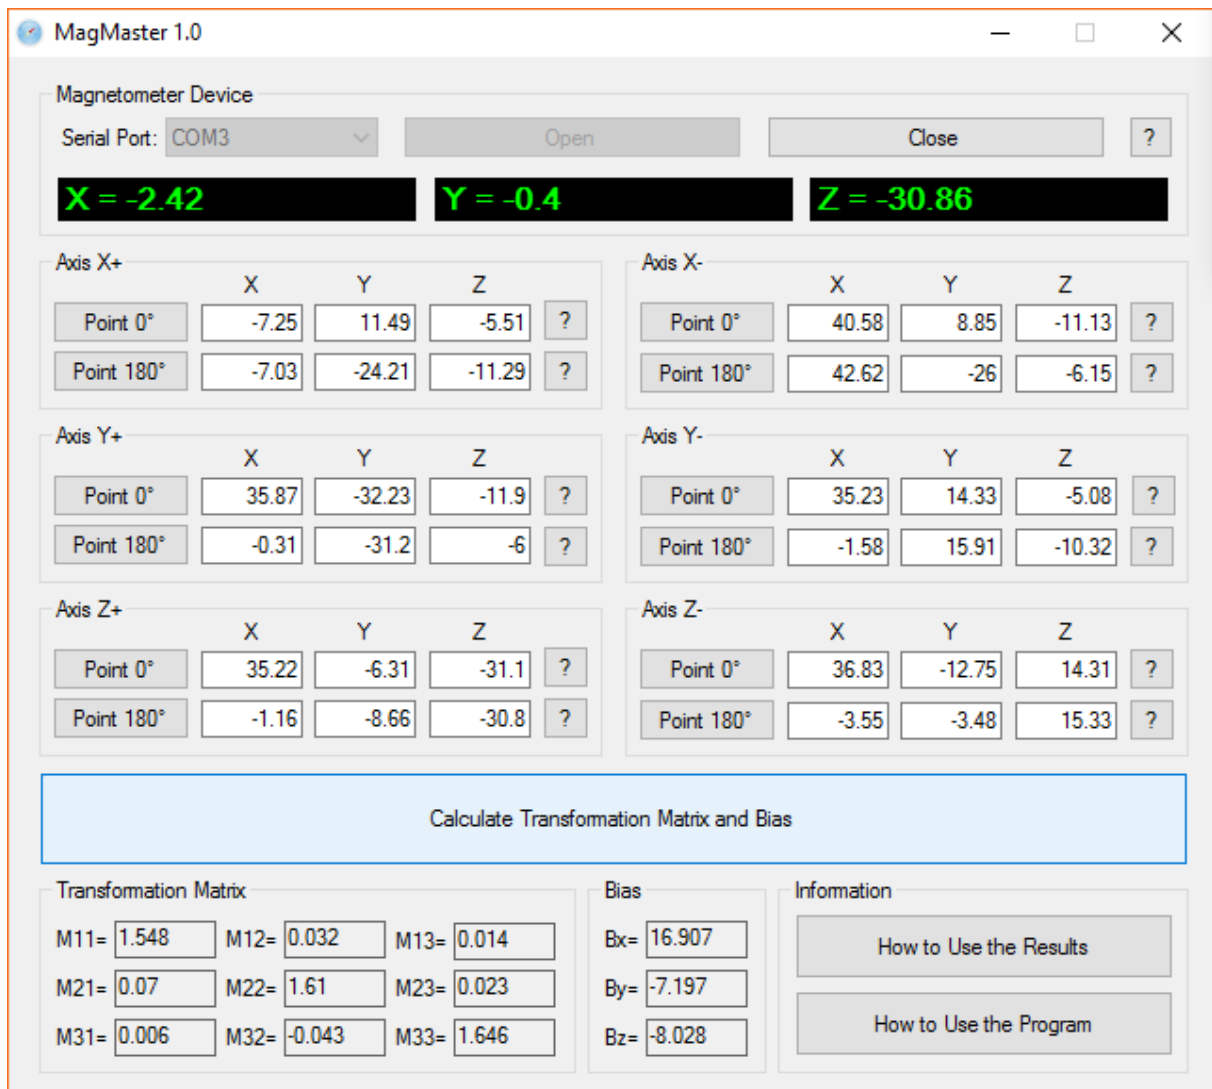 MagMaster 1.0
Magnetometer Device
Serial Port: COM3 Open Close ?
X = -2.42 Y = -0.4 Z = -30.86
Axis X+
X Y Z
Point 0° -7.25 11.49 -5.51 ?
Point 180° -7.03 -24.21 -11.29 ?
Axis X-
X Y Z
Point 0° 40.58 8.85 -11.13 ?
Point 180° 42.62 -26 -6.15 ?
Axis Y+
X Y Z
Point 0° 35.87 -32.23 -11.9 ?
Point 180° -0.31 -31.2 -6 ?
Axis Y-
X Y Z
Point 0° 35.23 14.33 -5.08 ?
Point 180° -1.58 15.91 -10.32 ?
Axis Z+
X Y Z
Point 0° 35.22 -6.31 -31.1 ?
Point 180° -1.16 -8.66 -30.8 ?
Axis Z-
X Y Z
Point 0° 36.83 -12.75 14.31 ?
Point 180° -3.55 -3.48 15.33 ?
Calculate Transformation Matrix and Bias
Transformation Matrix
M11= 1.548 M12= 0.032 M13= 0.014
M21= 0.07 M22= 1.61 M23= 0.023
M31= 0.006 M32= -0.043 M33= 1.646
Bias
Bx= 16.907
By= -7.197
Bz= -8.028
Information
How to Use the Results
How to Use the Program